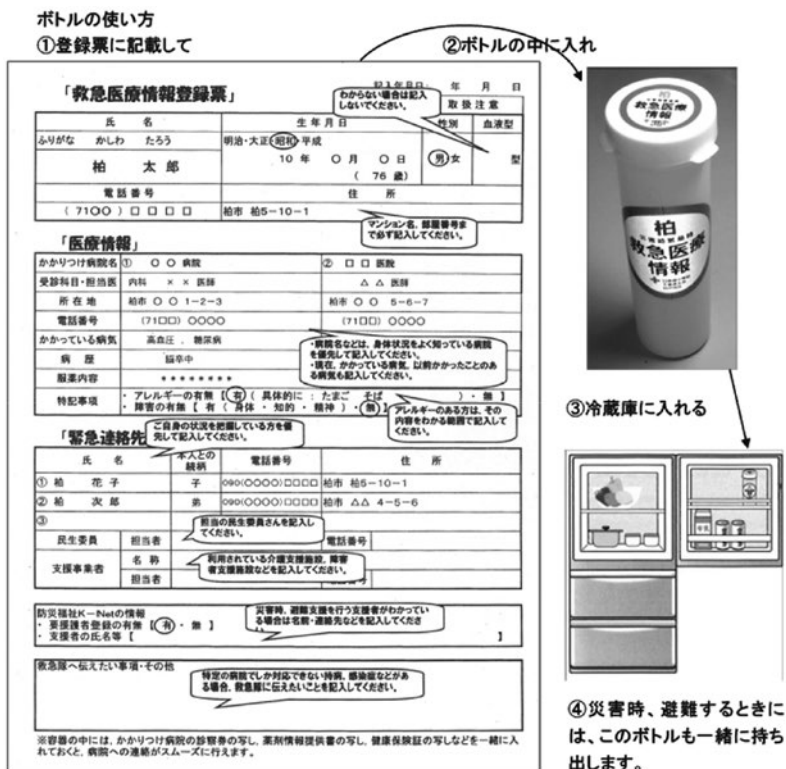 ボトルの使い方
①登録票に記載して
②ボトルの中に入れ
「救急医療情報登録票」
記入年月日: 年 月 日
わからない場合は記入
しないでください。
取扱注意
氏 名
生年月日
性別
血液型
ふりがな かしわ たろう
明治・大正・昭和・平成
柏 太郎
10 年 〇 月 〇 日
男・女
型
( 76 歳)
電話番号
住 所
( 71〇〇 ) □ □ □ □
柏市 柏5-10-1
マンション名、部屋番号ま
で必ず記入してください。
「医療情報」
かかりつけ病院名
① 〇 〇 病院
② □ □ 医院
受診科目・担当医
内科 × × 医師
△ △ 医師
所 在 地
柏市 〇 〇 1-2-3
柏市 〇 〇 5-6-7
電話番号
(71□□) 〇〇〇〇
(71□□) 〇〇〇〇
かかっている病気
高血圧 、 糖尿病
・病院名などは、身体状況をよく知っている病院
を優先して記入してください。
・現在、かかっている病気、以前かかったことのあ
る病気も記入してください。
病 歴
脳卒中
服薬内容
* * * * * * * *
特記事項
・ アレルギーの有無 【 有 ( 具体的に : たまご そば ) ・ 無 】
・ 障害の有無 【 有 ( 身体 ・ 知的 ・ 精神 ) ・ 無 】
アレルギーのある方は、その
内容をわかる範囲で記入して
ください。
「緊急連絡先
ご自身の状況を把握している方を優
先して記入してください。
氏 名
本人との
続柄
電話番号
住 所
① 柏 花 子
子
090(〇〇〇〇)□□□□
柏市 柏5-10-1
② 柏 次 郎
弟
090(〇〇〇〇)□□□□
柏市 △△ 4-5-6
③
担当の民生委員さんを記入し
てください。
民生委員
担当者
電話番号
支援事業者
名 称
利用されている介護支援施設、障害
者支援施設などを記入してください。
担当者
防災福祉K-Netの情報
・ 要援護者登録の有無 【 有 ・ 無 】
・ 支援者の氏名等 【 】
災害時、避難支援を行う支援者がわかってい
る場合は名前・連絡先などを記入してくださ
救急隊へ伝えたい事項・その他
特定の病院でしか対応できない持病、感染症などがあ
る場合、救急隊に伝えたいことを記入してください。
※容器の中には、かかりつけ病院の診察券の写し、薬剤情報提供書の写し、健康保険証の写しなどを一緒に入
れておくと、病院への連絡がスムーズに行えます。
柏
救急医療
情報
柏
救急医療
情報
③冷蔵庫に入れる
牛乳
④災害時、避難するときに
は、このボトルも一緒に持ち
出します。